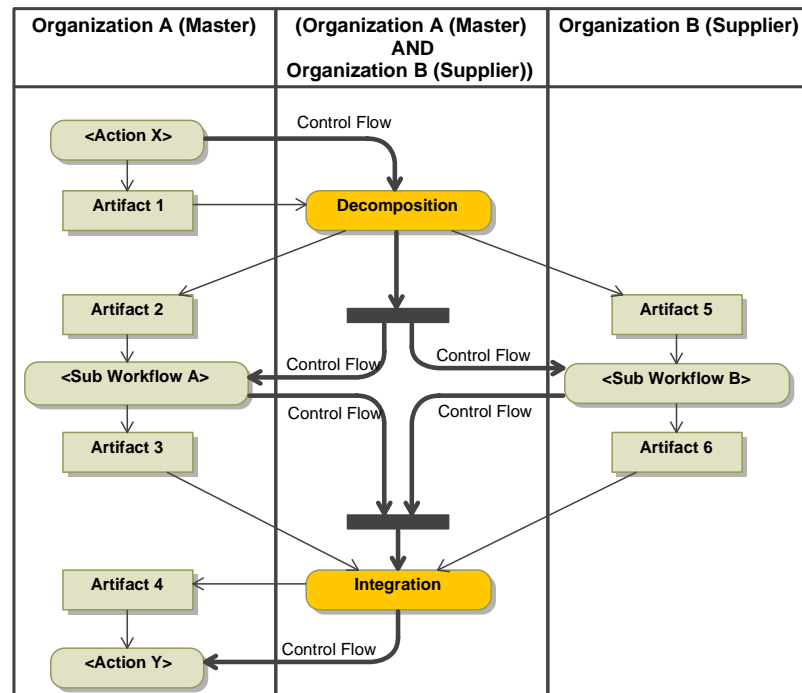 Organization A (Master)
(Organization A (Master)
AND
Organization B (Supplier))
Organization B (Supplier)
Control Flow
<Action X>
Artifact 1
Decomposition
Artifact 2
Artifact 5
Control Flow
Control Flow
<Sub Workflow A>
<Sub Workflow B>
Control Flow
Control Flow
Artifact 3
Artifact 6
Artifact 4
Integration
Control Flow
<Action Y>